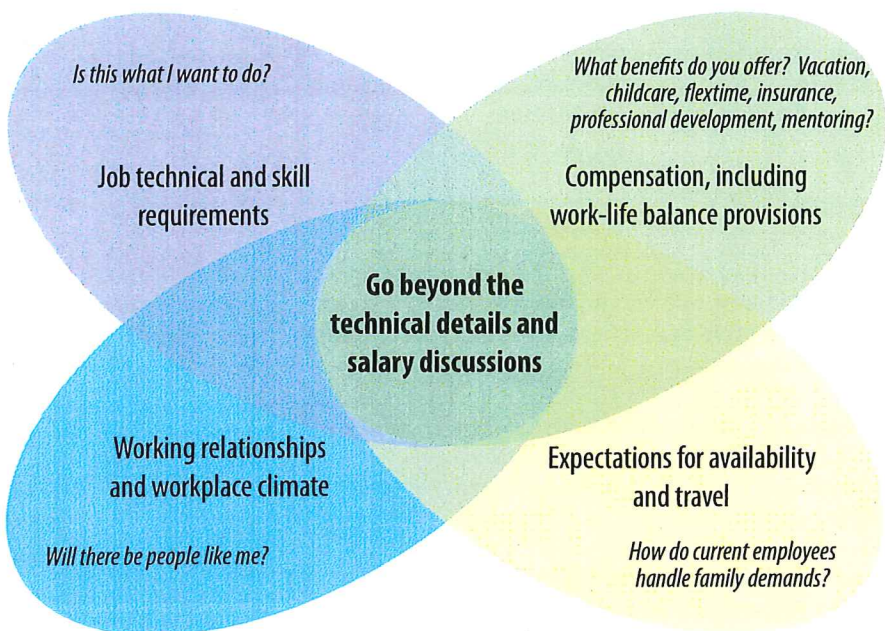 Is this what I want to do?
Job technical and skill
requirements
What benefits do you offer? Vacation,
childcare, flextime, insurance,
professional development, mentoring?
Compensation, including
work-life balance provisions
Go beyond the
technical details and
salary discussions
Working relationships
and workplace climate
Will there be people like me?
Expectations for availability
and travel
How do current employees
handle family demands?